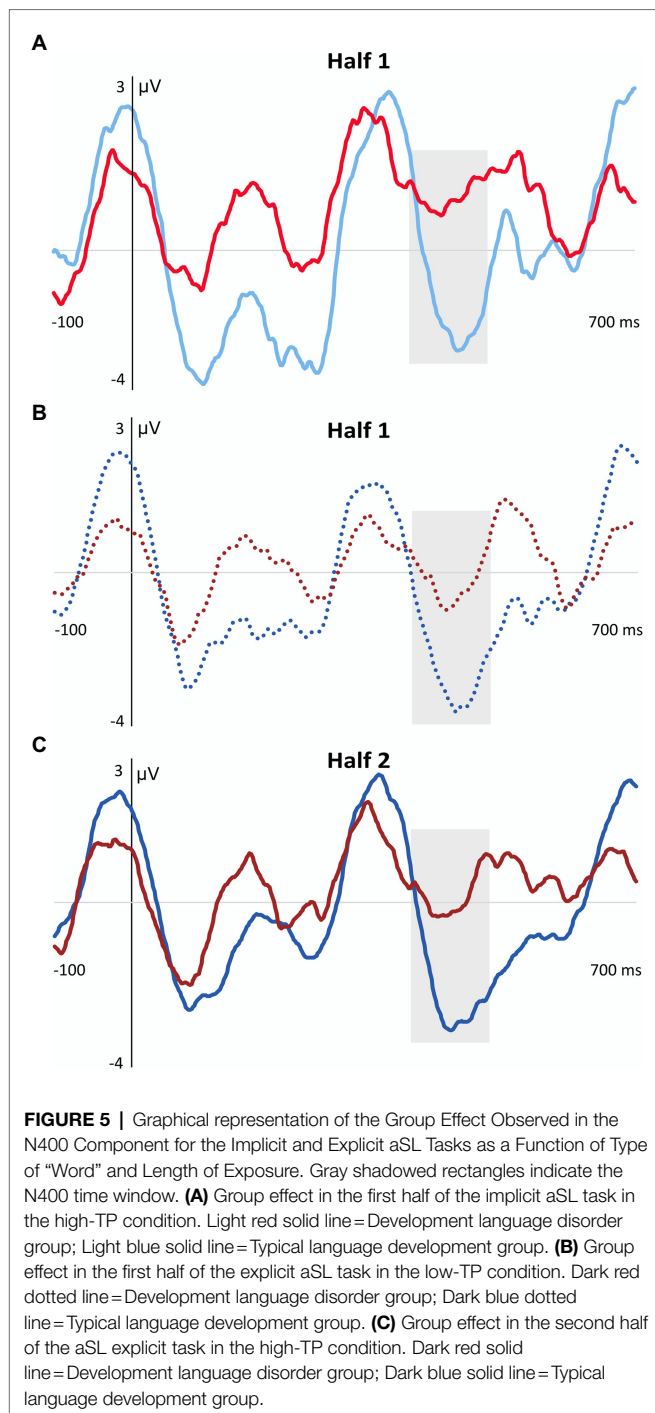 A
Half 1
3 µV
-100
700 ms
-4
B
Half 1
3 µV
-100
700 ms
-4
C
Half 2
3 µV
-100
700 ms
-4
FIGURE 5 | Graphical representation of the Group Effect Observed in the
N400 Component for the Implicit and Explicit aSL Tasks as a Function of Type
of “Word” and Length of Exposure. Gray shadowed rectangles indicate the
N400 time window. (A) Group effect in the first half of the implicit aSL task in
the high-TP condition. Light red solid line = Development language disorder
group; Light blue solid line = Typical language development group. (B) Group
effect in the first half of the explicit aSL task in the low-TP condition. Dark red
dotted line = Development language disorder group; Dark blue dotted
line = Typical language development group. (C) Group effect in the second half
of the aSL explicit task in the high-TP condition. Dark red solid
line = Development language disorder group; Dark blue solid line = Typical
language development group.